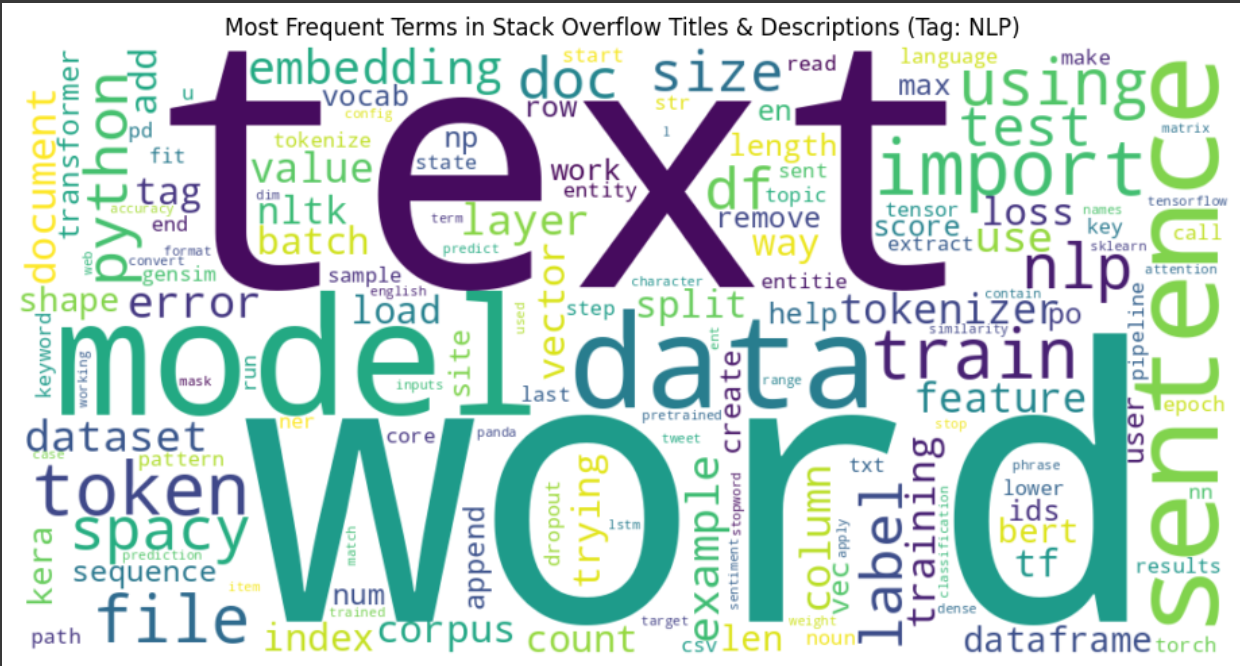 Most Frequent Terms in Stack Overflow Titles & Descriptions (Tag: NLP)
text
word
model
data
sentence
embedding
doc
size
start
read
language
make
using
max
test
import
matrix
transformer
add
python
document
u
vocab
config
row
str
en
l
pd
fit
tag
tokenize
np
state
value
work
entity
length
df
sent
topic
dim
nltk
term
layer
batch
predict
remove
way
tensor
score
extract
loss
use
names
key
sklearn
tensorflow
call
attention
nlp
accuracy
end
format
convert
web
gensim
sample
english
vector
character
entitie
shape
error
load
step
split
help
tokenizer
contain
po
similarity
pipeline
keyword
working
mask
run
inputs
site
used
last
ent
range
create
pretrained
train
feature
stop
user
epoch
dataset
case
pattern
ner
core
panda
tweet
token
spacy
prediction
sequence
kera
item
match
num
trained
append
dropout
trying
lstm
example
stopword
sentiment
column
vec
apply
txt
label
training
classification
phrase
lower
ids
bert
tf
nn
results
dense
path
file
index
corpus
count
target
csv
len
weight
noun
dataframe
torch